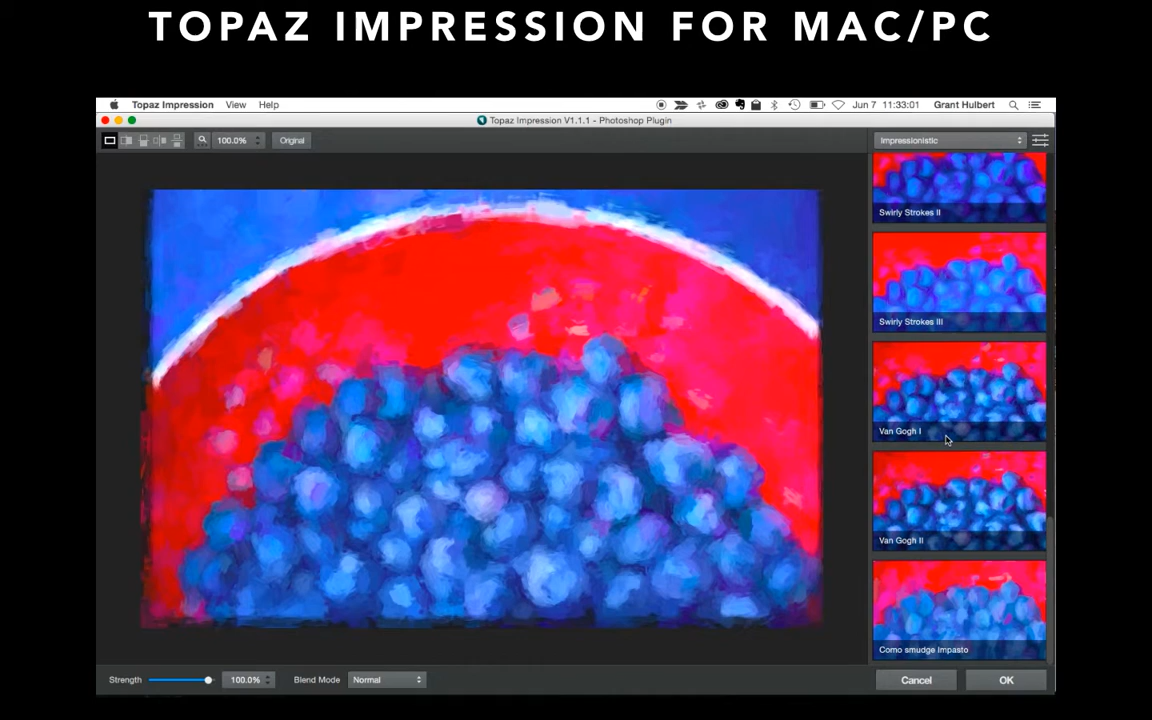 TOPAZ IMPRESSION FOR MAC/PC
Topaz Impression View Help
Jun 7 11:33:01 Grant Hulbert
Topaz Impression V1.1.1 - Photoshop Plugin
100.0% Original
Impressionistic
Swirly Strokes II
Swirly Strokes III
Van Gogh I
Van Gogh II
Como smudge Impasto
Strength 100.0% Blend Mode Normal
Cancel OK